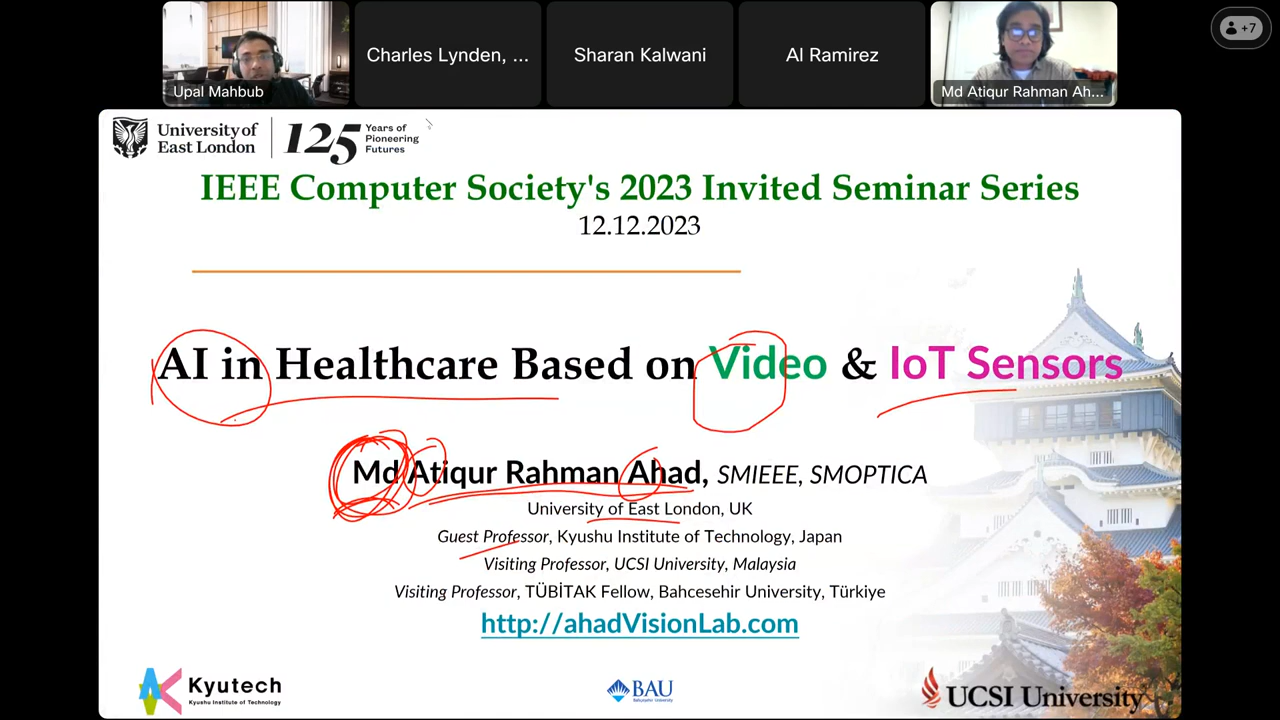 Upal Mahbub
Charles Lynden, ...
Sharan Kalwani
Al Ramirez
Md Atiqur Rahman Ah...
+7
University of
East London
125
Years of
Pioneering
Futures
IEEE Computer Society's 2023 Invited Seminar Series
12.12.2023
AI in Healthcare Based on Video & IoT Sensors
Md Atiqur Rahman Ahad, SMIEEE, SMOPTICA
University of East London, UK
Guest Professor, Kyushu Institute of Technology, Japan
Visiting Professor, UCSI University, Malaysia
Visiting Professor, TÜBİTAK Fellow, Bahcesehir University, Türkiye
http://ahadVisionLab.com
Kyutech
Kyushu Institute of Technology
BAU
Bahçeşehir University
UCSI University